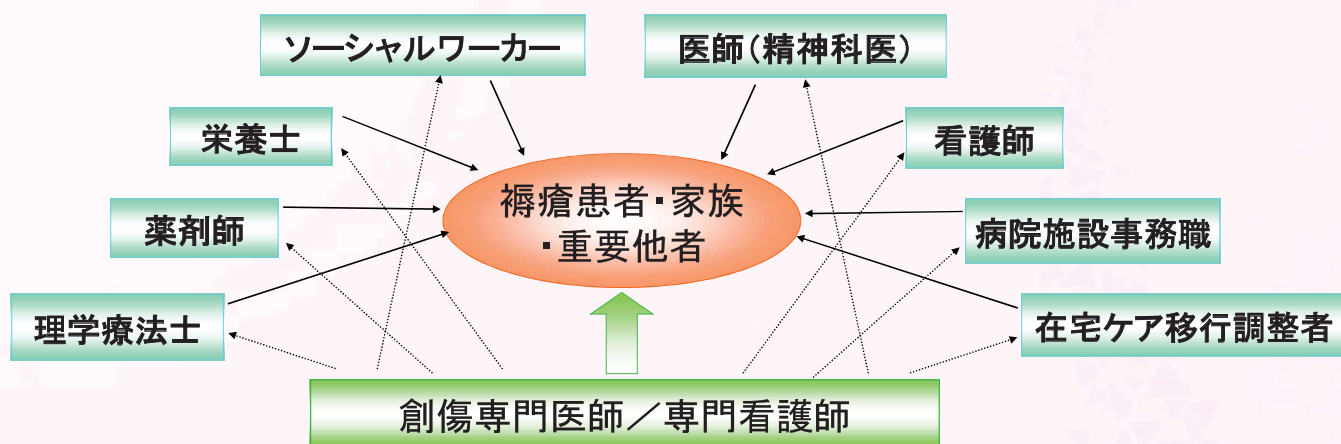 ソーシャルワーカー
医師（精神科医）
栄養士
看護師
褥瘡患者・家族
・重要他者
薬剤師
病院施設事務職
理学療法士
在宅ケア移行調整者
創傷専門医師／専門看護師